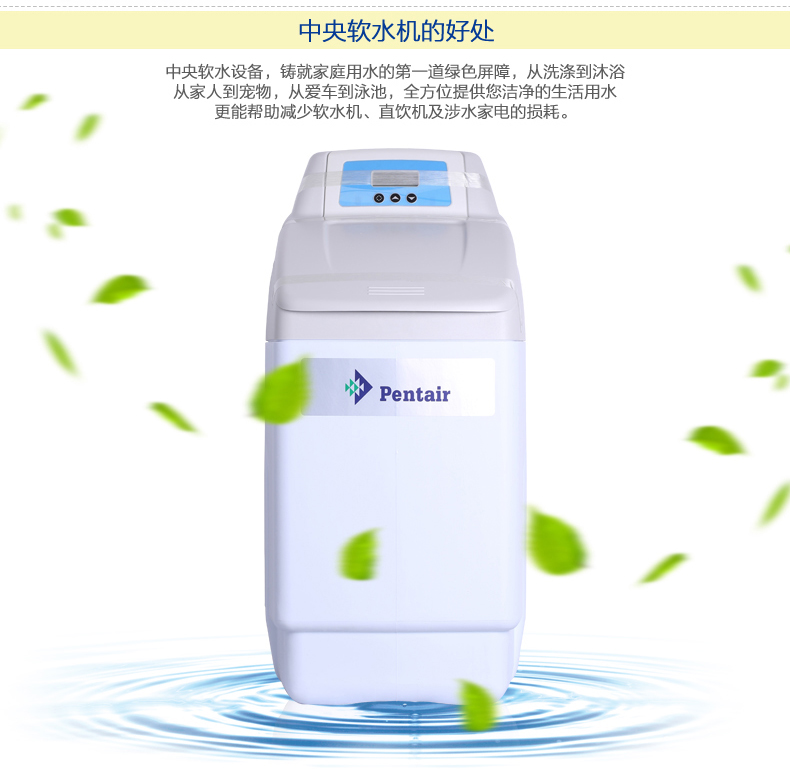 中央软水机的好处
中央软水设备，铸就家庭用水的第一道绿色屏障，从洗涤到沐浴
从家人到宠物，从爱车到泳池，全方位提供您洁净的生活用水
更能帮助减少软水机、直饮机及涉水家电的损耗。
Pentair